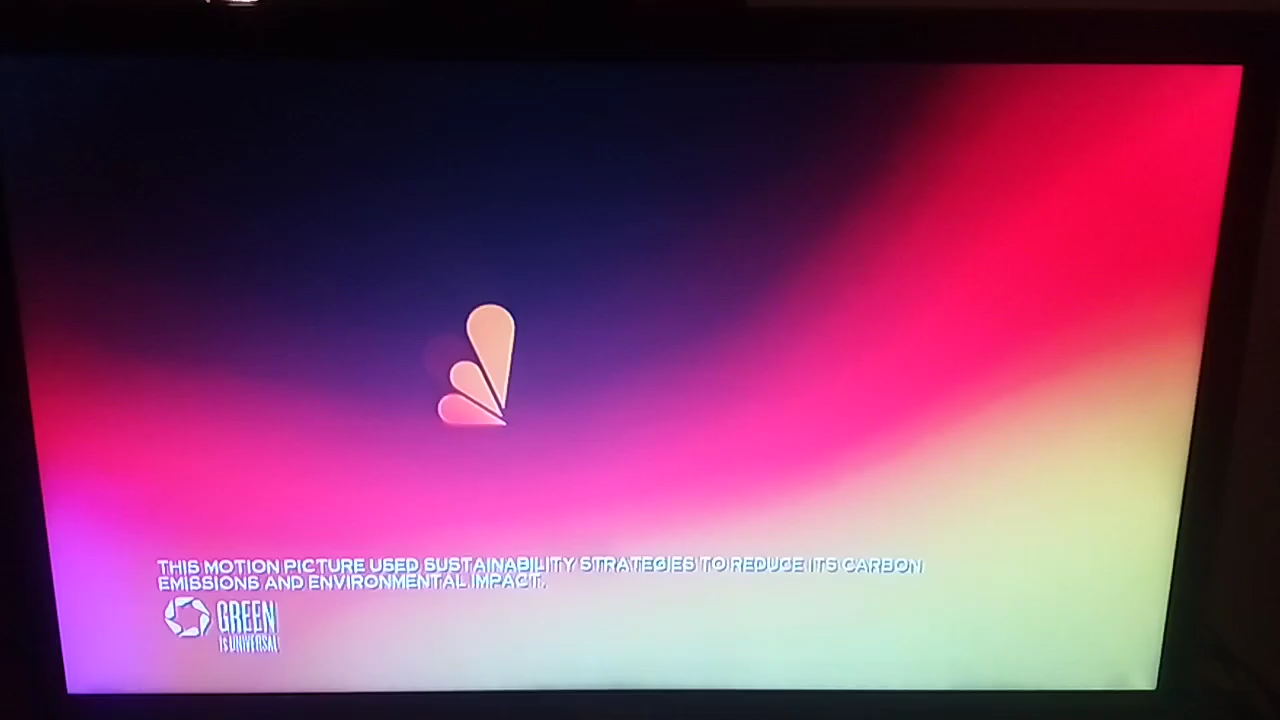 THIS MOTION PICTURE USED SUSTAINABILITY STRATEGIES TO REDUCE ITS CARBON
EMISSIONS AND ENVIRONMENTAL IMPACT.
GREEN
IS UNIVERSAL